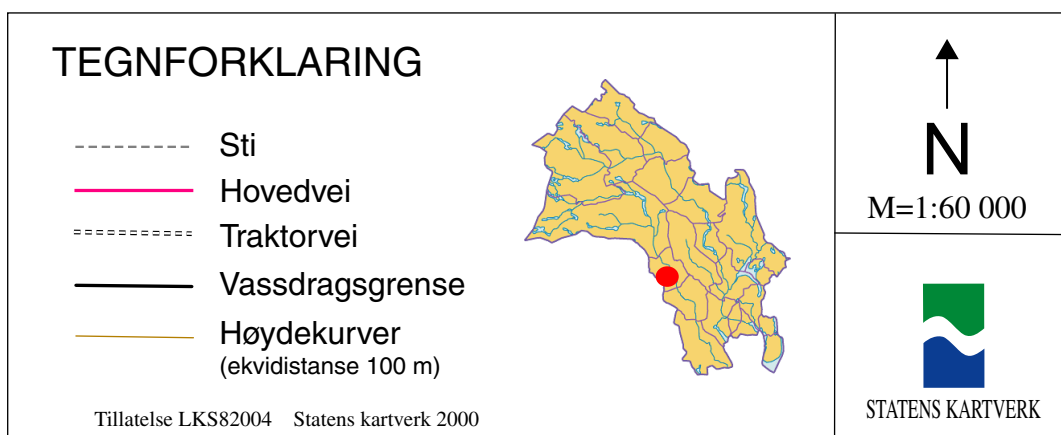 TEGNFORKLARING
Sti
Hovedvei
Traktorvei
Vassdragsgrense
Høydekurver
(ekvidistanse 100 m)
Tillatelse LKS82004 Statens kartverk 2000
N
M=1:60 000
STATENS KARTVERK